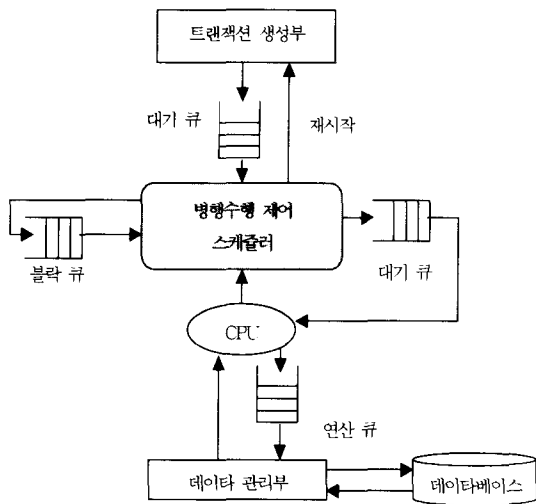 트랜잭션 생성부
대기 큐
재시작
병행수행 제어
스케쥴러
블락 큐
대기 큐
CPU
연산 큐
데이타 관리부
데이타베이스